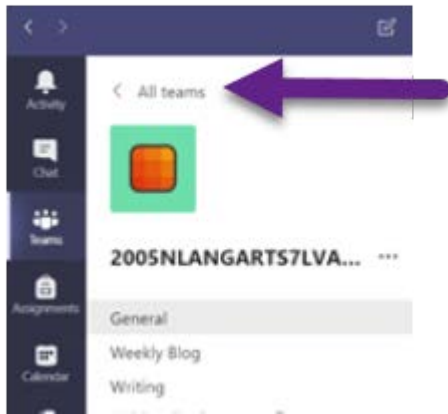 Activity
All teams
Chat
Teams
2005NLANGARTS7LVA...
Assignments
General
Weekly Blog
Calendar
Writing